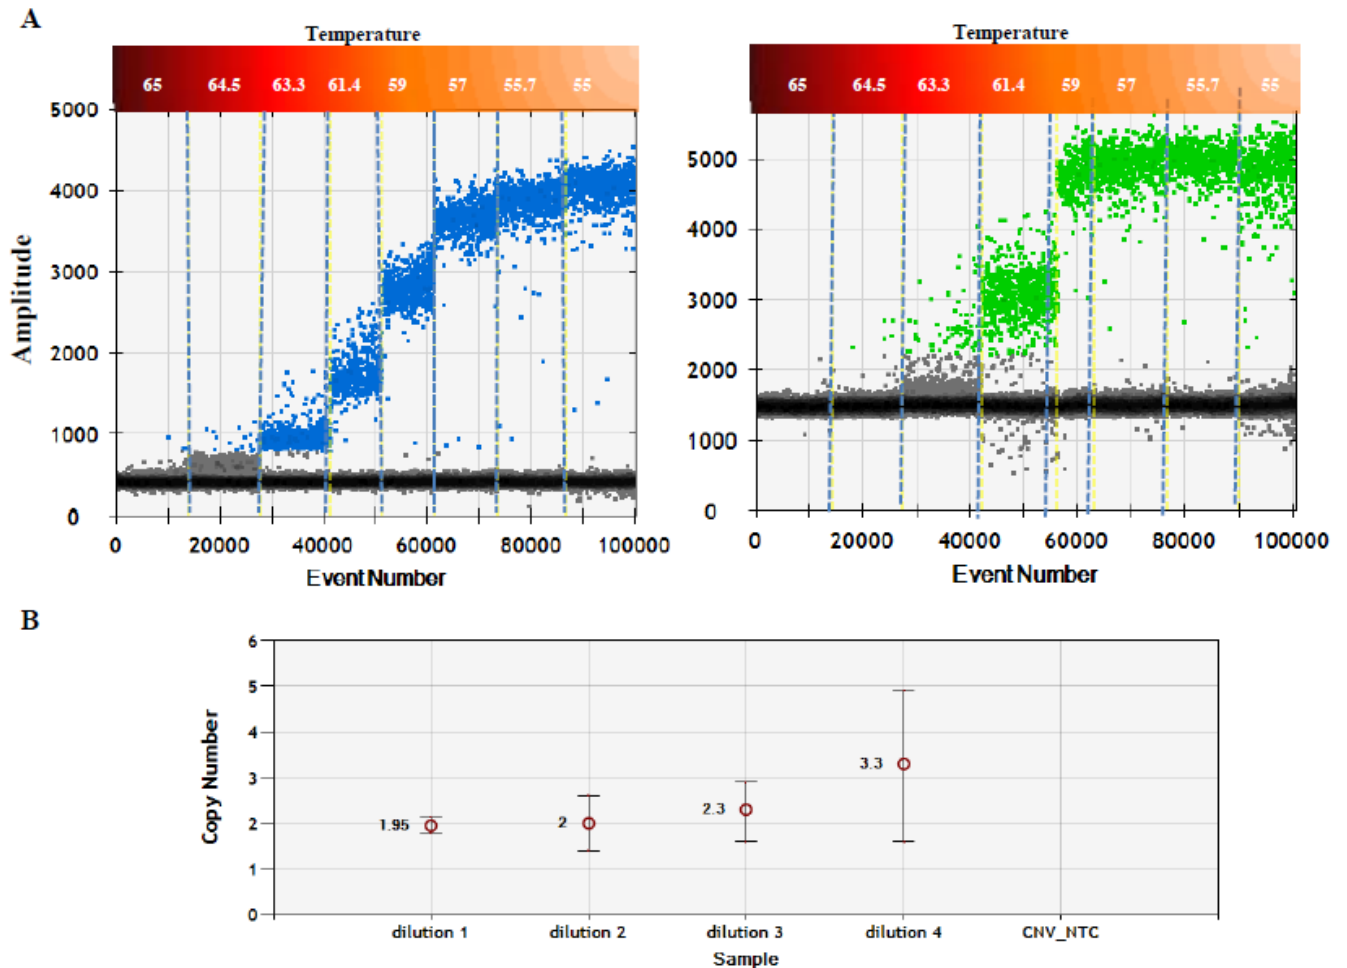 A
Temperature
65 64.5 63.3 61.4 59 57 55.7 55
5000
4000
3000
2000
1000
0
Amplitude
0 20000 40000 60000 80000 100000
Event Number
Temperature
65 64.5 63.3 61.4 59 57 55.7 55
5000
4000
3000
2000
1000
0
0 20000 40000 60000 80000 100000
Event Number
B
6
5
4
3
2
1
0
Copy Number
1.95
2
2.3
3.3
dilution 1 dilution 2 dilution 3 dilution 4 CNV_NTC
Sample